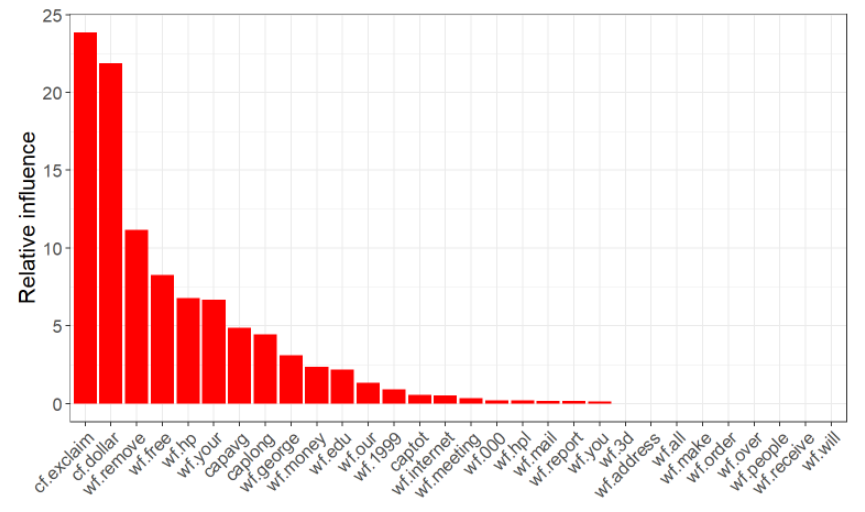 Relative influence
25
20
15
10
5
0
cf.exclaim
cf.dollar
wf.remove
wf.free
wf.hp
wf.your
capavg
caplong
wf.george
wf.money
wf.edu
wf.our
wf.1999
captot
wf.internet
wf.meeting
wf.000
wf.hpl
wf.mail
wf.report
wf.you
wf.3d
wf.address
wf.all
wf.make
wf.order
wf.over
wf.people
wf.receive
wf.will